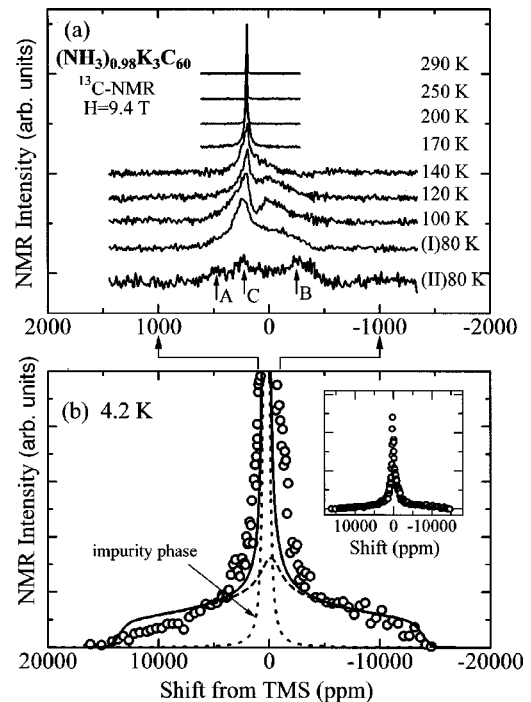 (a)
(NH₃)₀.₉₈K₃C₆₀
¹³C-NMR
H=9.4 T
290 K
250 K
200 K
170 K
140 K
120 K
100 K
(I)80 K
(II)80 K
A
C
B
NMR Intensity (arb. units)
2000 1000 0 -1000 -2000
(b) 4.2 K
impurity phase
10000 0 -10000
Shift (ppm)
NMR Intensity (arb. units)
20000 10000 0 -10000 -20000
Shift from TMS (ppm)